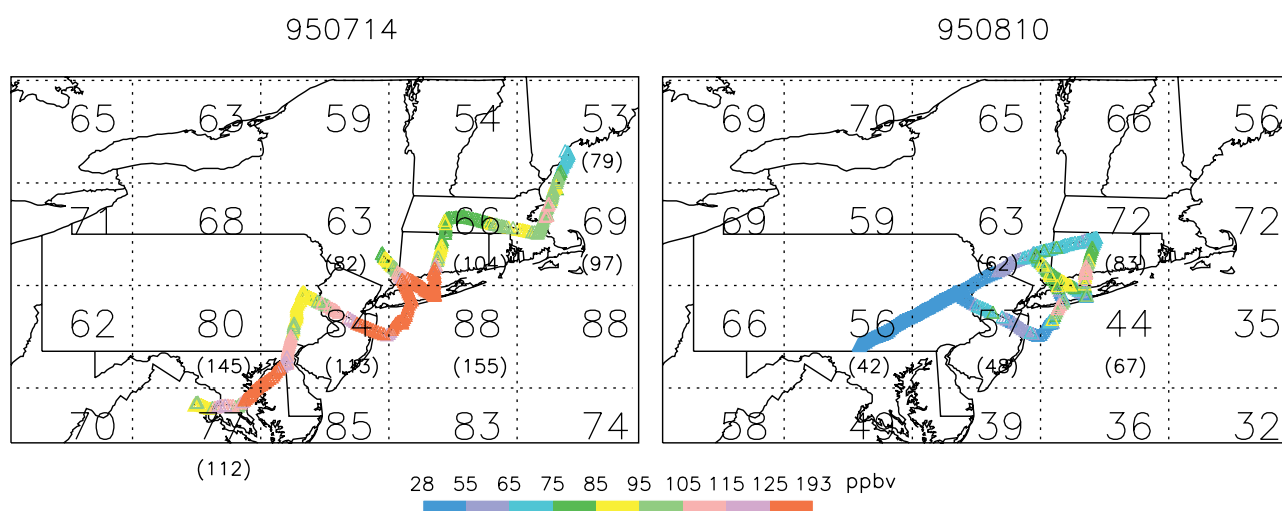 950714 950810
65 63 59 54 53 69 70 65 66 56
(79)
71 68 63 66 69 69 59 63 72 72
(82) (104) (97) (62) (83)
62 80 94 88 88 66 56 57 44 35
(145) (113) (155) (42) (48) (67)
70 85 83 74 58 39 36 32
(112)
28 55 65 75 85 95 105 115 125 193 ppbv